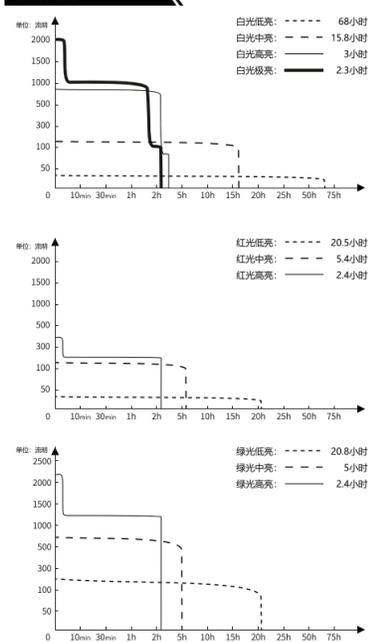 单位：流明
白光低亮： 68小时
白光中亮： 15.8小时
白光高亮： 3小时
白光极亮： 2.3小时
2000
1500
1000
500
300
100
50
0 10min 30min 1h 2h 5h 10h 15h 20h 25h 50h 75h
单位：流明
红光低亮： 20.5小时
红光中亮： 5.4小时
红光高亮： 2.4小时
2000
1500
1000
500
300
100
50
0 10min 30min 1h 2h 5h 10h 15h 20h 25h 50h 75h
单位：流明
绿光低亮： 20.8小时
绿光中亮： 5小时
绿光高亮： 2.4小时
2500
2000
1500
1000
500
300
100
50
0 10min 30min 1h 2h 5h 10h 15h 20h 25h 50h 75h